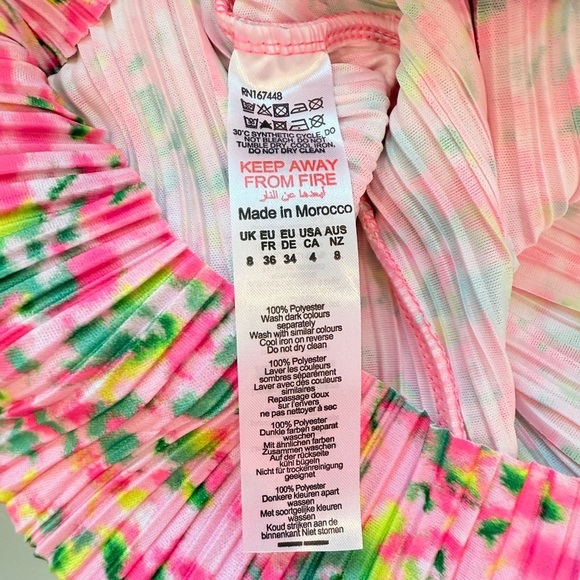 RN167448
30°C SYNTHETIC CYCLE, DO
NOT BLEACH, DO NOT
TUMBLE DRY, COOL IRON,
DO NOT DRY CLEAN
KEEP AWAY
FROM FIRE
أبعدها عن النار
Made in Morocco
UK EU EU USA AUS
FR DE CA NZ
8 36 34 4 8
100% Polyester
Wash dark colours
separately
Wash with similar colours
Cool iron on reverse
Do not dry clean
100% Polyester
Laver les couleurs
sombres séparément
Laver avec des couleurs
similaires
Repassage doux
sur l'envers
ne pas nettoyer à sec
100% Polyester
Dunkle farben separat
waschen
Mit ähnlichen farben
Zusammen waschen
Auf der rückseite
kühl bügeln
Nicht für trockenreinigung
geeignet
100% Polyester
Donkere kleuren apart
wassen
Met soortgelijke kleuren
wassen
Koud strijken aan de
binnenkant Niet stomen